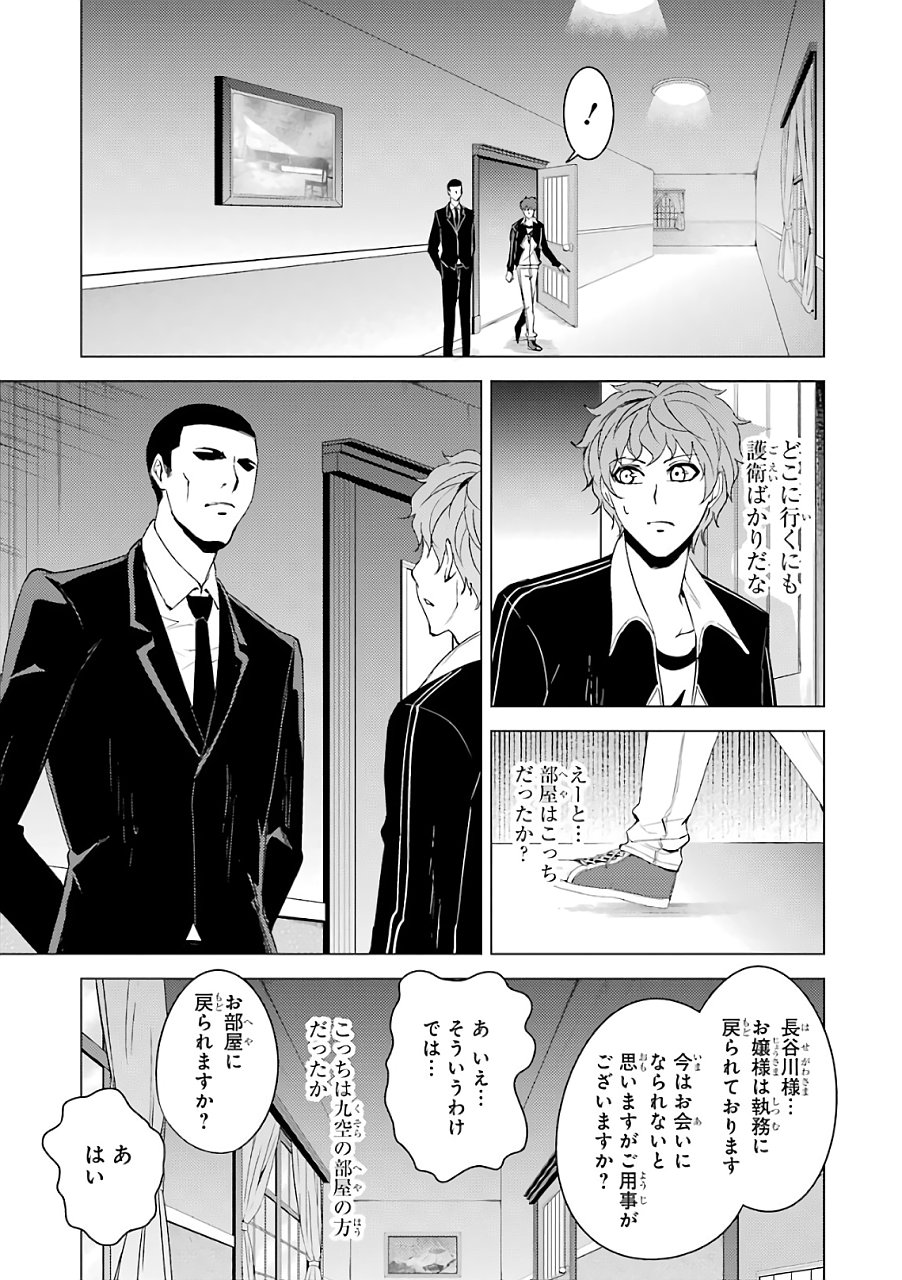 ！
どこに行くにも
護衛ばかりだな
えーと…
部屋はこっち
だったか？
長谷川様…
お嬢様は執務に
戻られております
今はお会いに
なられないと
思いますがご用事が
ございますか？
あ いえ…
そういうわけ
では…
こっちは九空の部屋の方
だったか
お部屋に
戻られますか？
あ
はい